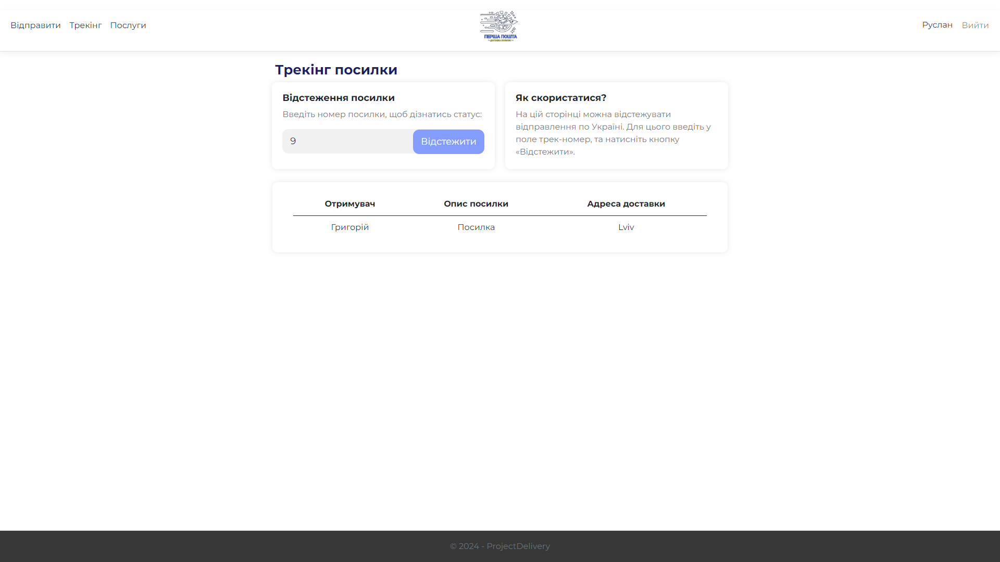 Відправити Трекінг Послуги
ПЕРША ПОШТА
Руслан Вийти
Трекінг посилки
Відстеження посилки
Введіть номер посилки, щоб дізнатись статус:
9 Відстежити
Як скористатися?
На цій сторінці можна відстежувати
відправлення по Україні. Для цього введіть у
поле трек-номер, та натисніть кнопку
«Відстежити».
Отримувач Опис посилки Адреса доставки
Григорій Посилка Lviv
© 2024 - ProjectDelivery